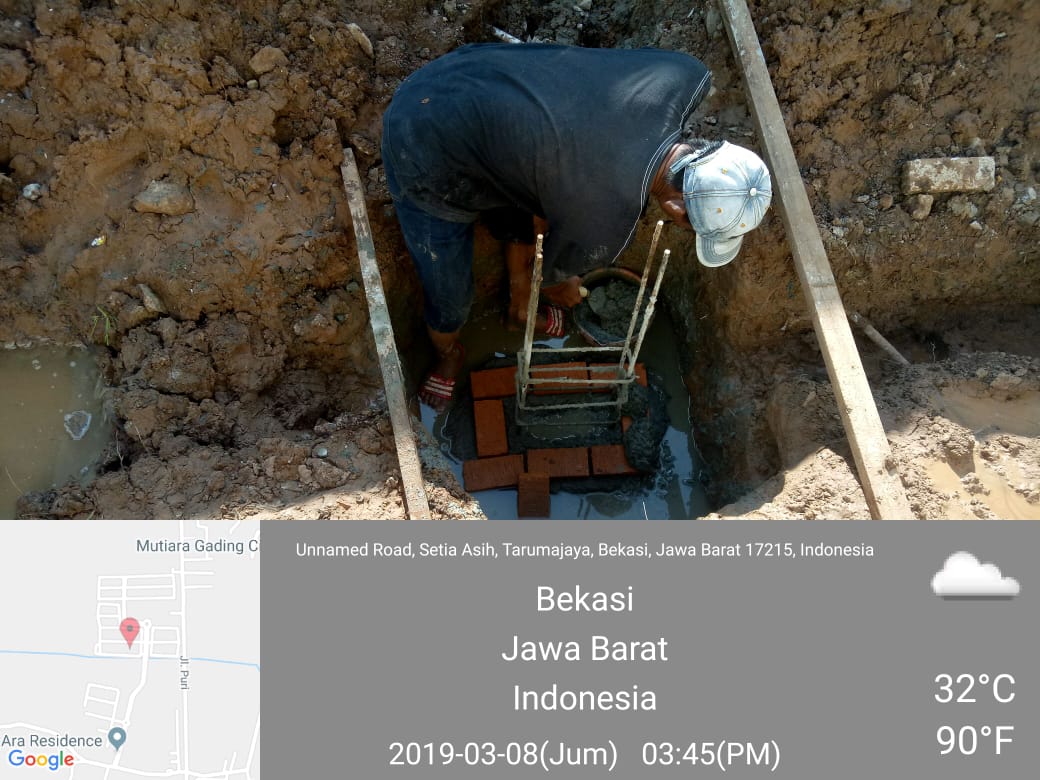 Mutiara Gading C
Jl. Puri
Ara Residence
Google
Unnamed Road, Setia Asih, Tarumajaya, Bekasi, Jawa Barat 17215, Indonesia
Bekasi
Jawa Barat
Indonesia
2019-03-08(Jum) 03:45(PM)
32°C
90°F